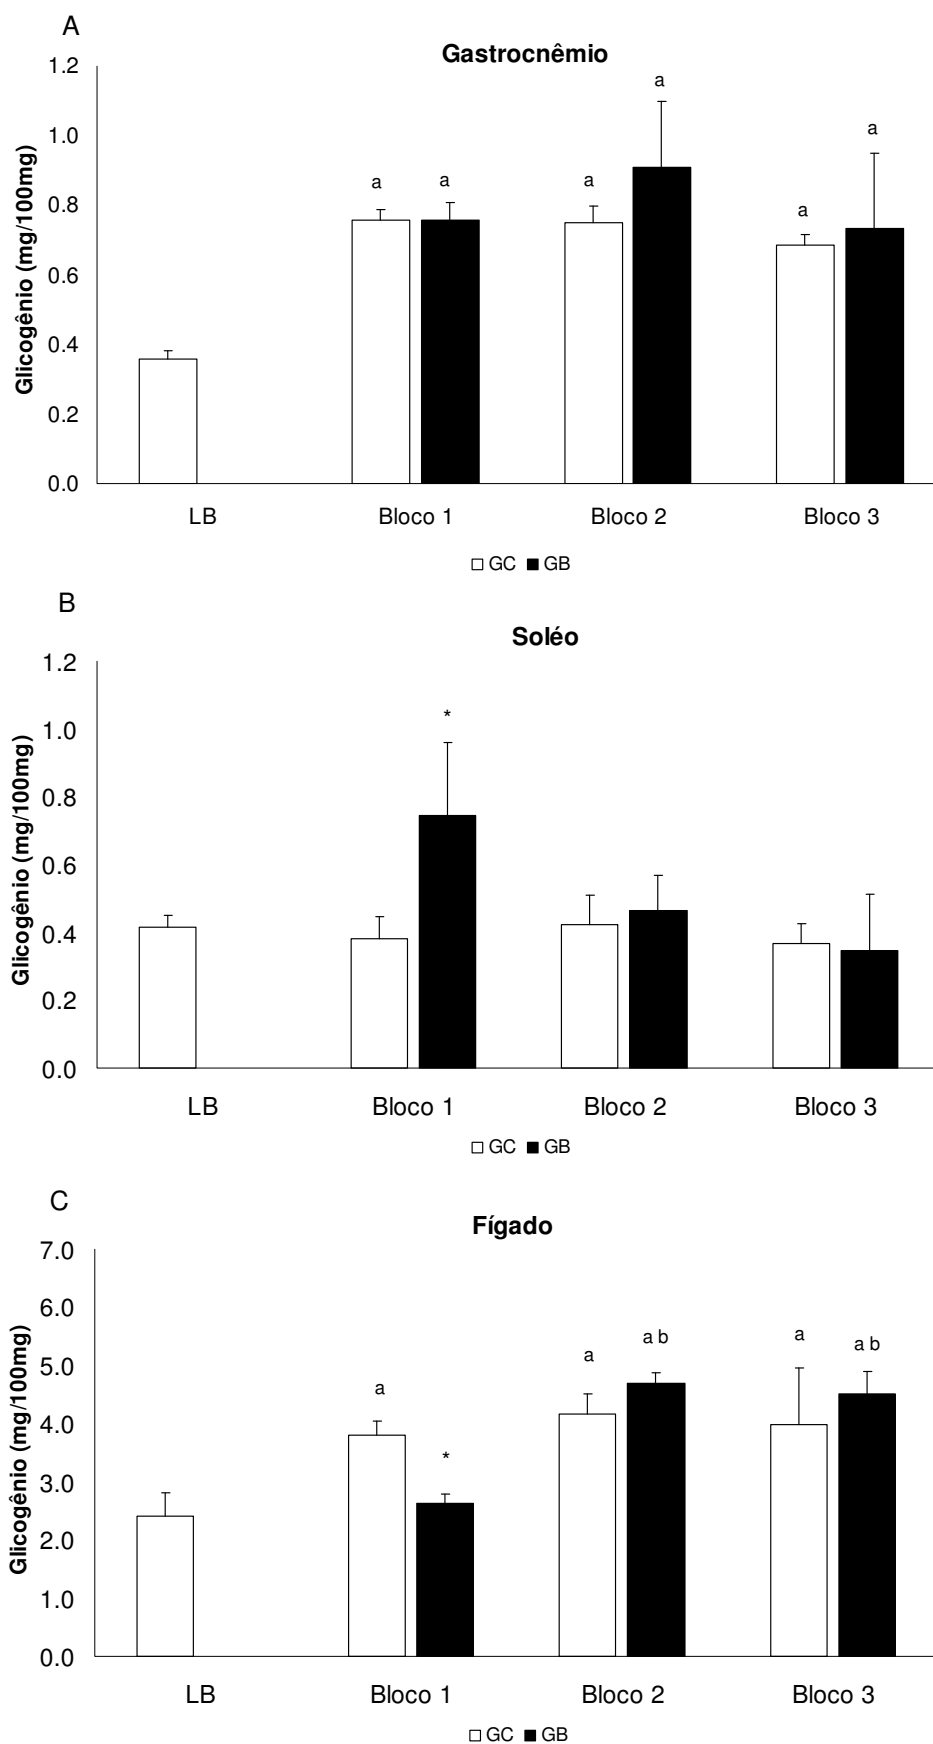 A
Gastrocnêmio
Glicogênio (mg/100mg)
1.2
1.0
0.8
0.6
0.4
0.2
0.0
a a a a a a
LB Bloco 1 Bloco 2 Bloco 3
GC GB
B
Soléo
Glicogênio (mg/100mg)
1.2
1.0
0.8
0.6
0.4
0.2
0.0
*
LB Bloco 1 Bloco 2 Bloco 3
GC GB
C
Fígado
Glicogênio (mg/100mg)
7.0
6.0
5.0
4.0
3.0
2.0
1.0
0.0
a * a a b a a b
LB Bloco 1 Bloco 2 Bloco 3
GC GB